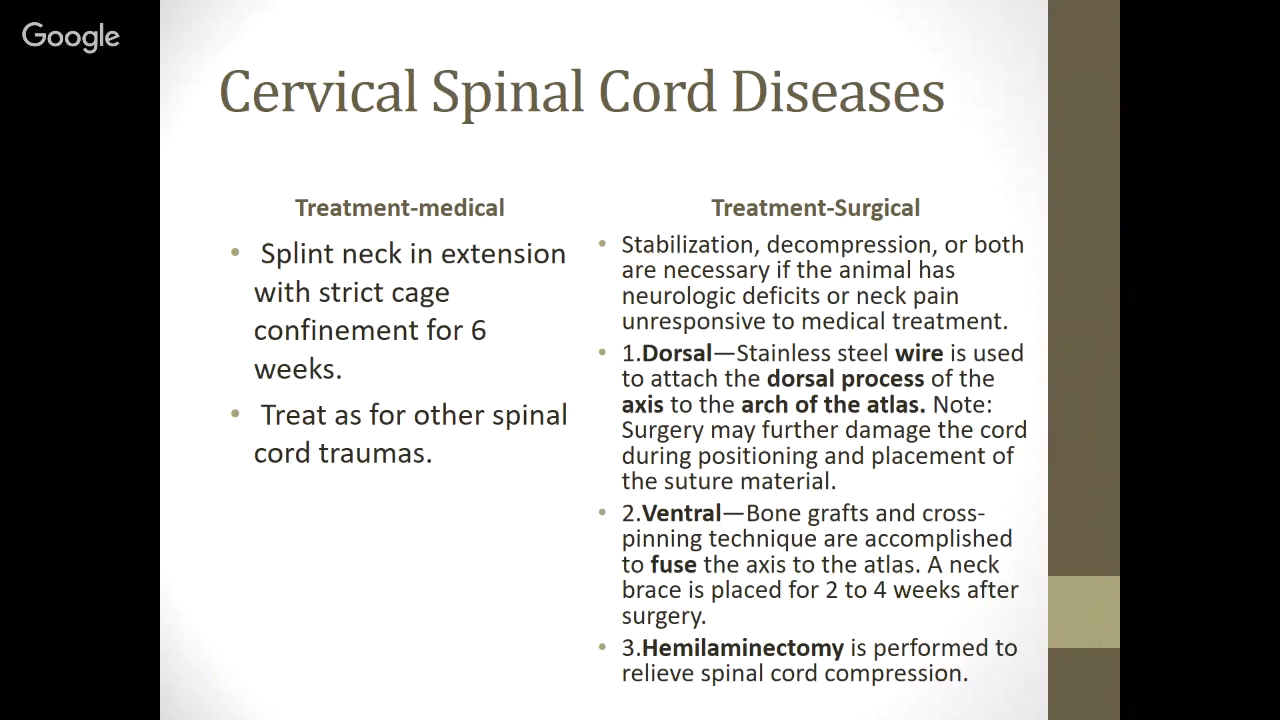 Google
Cervical Spinal Cord Diseases
Treatment-medical
• Splint neck in extension
with strict cage
confinement for 6
weeks.
• Treat as for other spinal
cord traumas.
Treatment-Surgical
• Stabilization, decompression, or both
are necessary if the animal has
neurologic deficits or neck pain
unresponsive to medical treatment.
• 1.Dorsal—Stainless steel wire is used
to attach the dorsal process of the
axis to the arch of the atlas. Note:
Surgery may further damage the cord
during positioning and placement of
the suture material.
• 2.Ventral—Bone grafts and cross-
pinning technique are accomplished
to fuse the axis to the atlas. A neck
brace is placed for 2 to 4 weeks after
surgery.
• 3.Hemilaminectomy is performed to
relieve spinal cord compression.